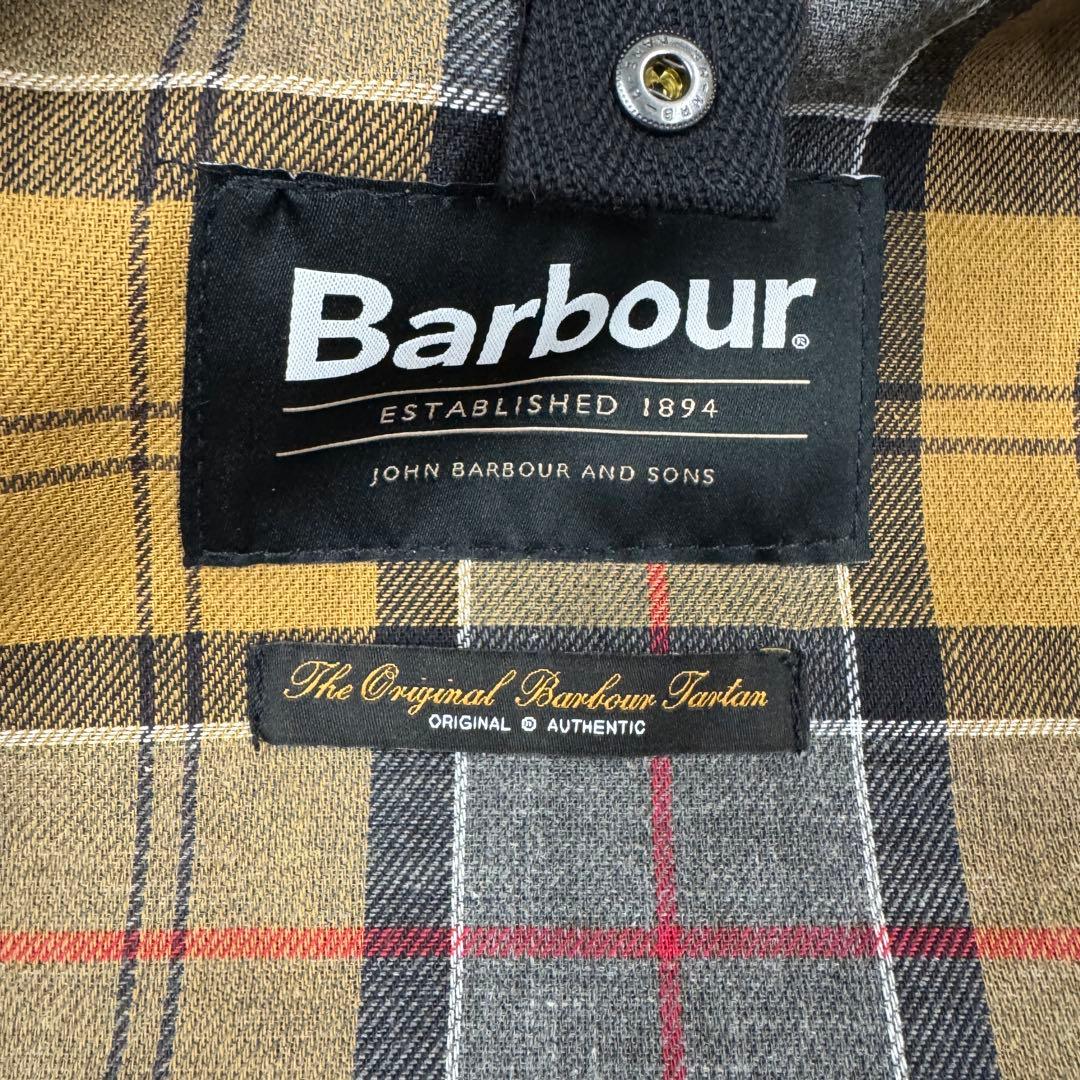 Barbour®
ESTABLISHED 1894
JOHN BARBOUR AND SONS
The Original Barbour Tartan
ORIGINAL AUTHENTIC